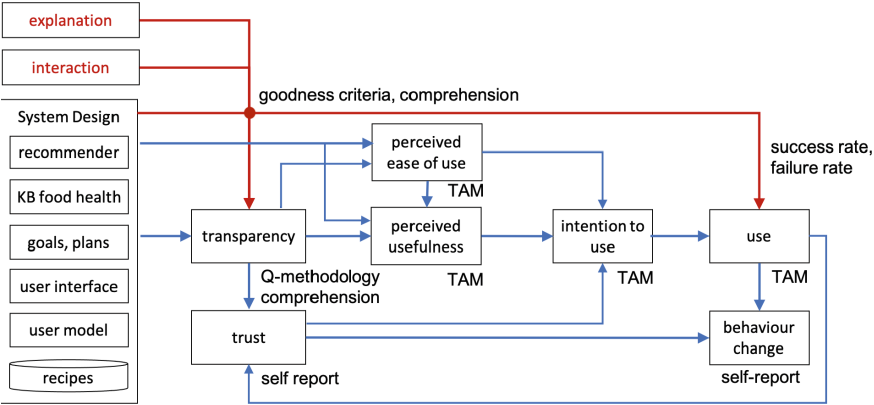 explanation
interaction
goodness criteria, comprehension
System Design
recommender
KB food health
goals, plans
user interface
user model
recipes
perceived
ease of use
TAM
success rate,
failure rate
transparency
perceived
usefulness
TAM
intention to
use
TAM
use
TAM
Q-methodology
comprehension
trust
self report
behaviour
change
self-report